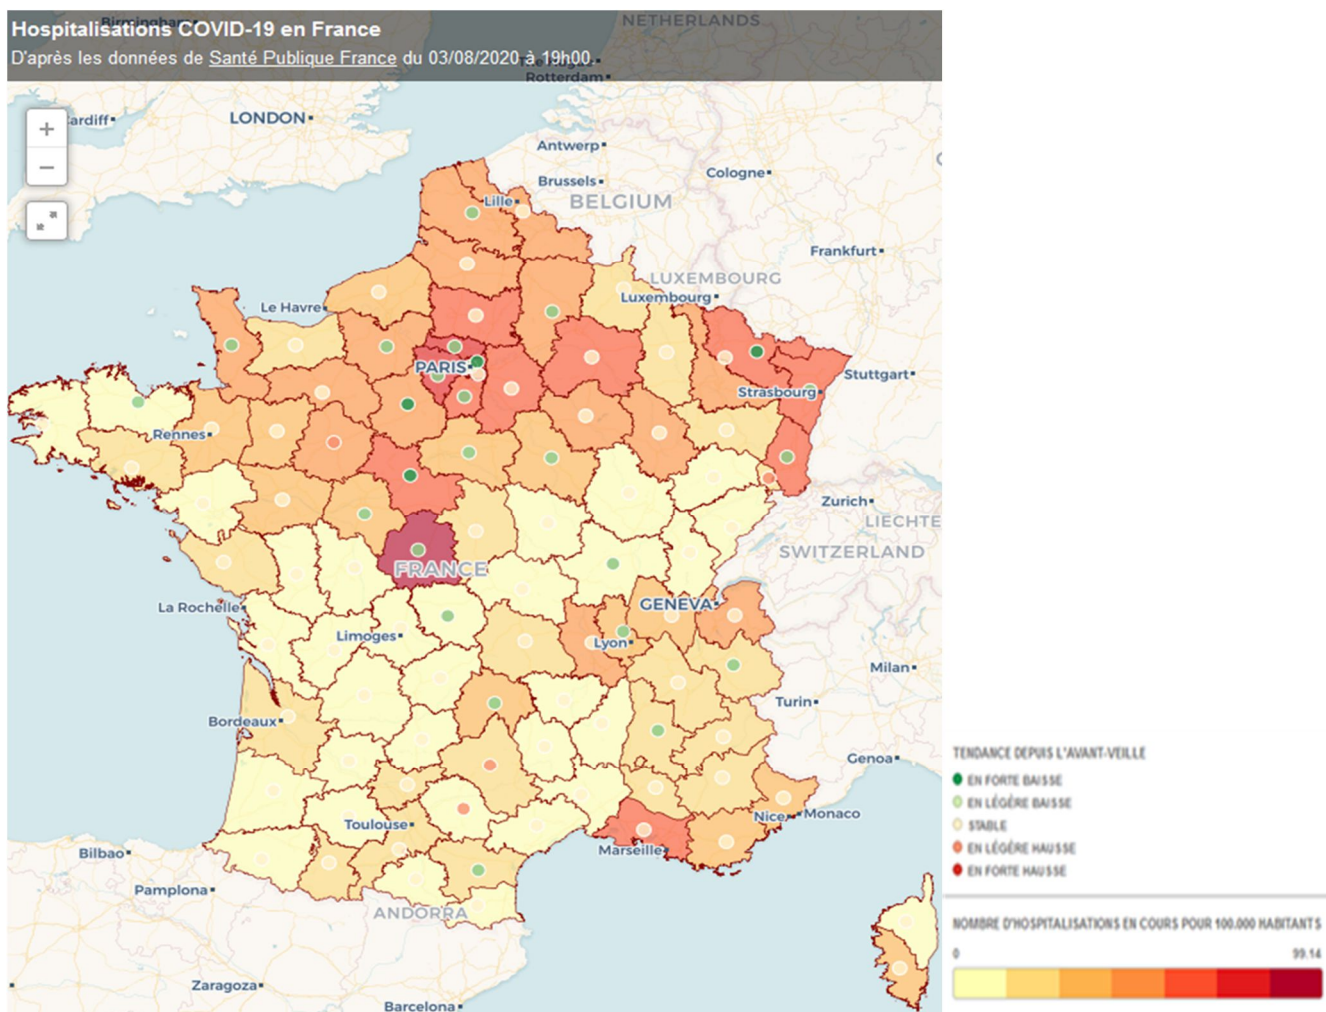 Birmingham
NETHERLANDS
Hospitalisations COVID-19 en France
D'après les données de Santé Publique France du 03/08/2020 à 19h00.
The Hague
Rotterdam
+
ardiff
LONDON
Antwerp
−
Brussels
BELGIUM
Cologne
Lille
Frankfurt
LUXEMBOURG
Luxembourg
Le Havre
PARIS
Stuttgart
Strasbourg
Rennes
Zurich
LIECHTE
SWITZERLAND
FRANCE
La Rochelle
GENEVA
Limoges
Lyon
Milan
Turin
Bordeaux
Genoa
Nice
Monaco
Toulouse
Marseille
Bilbao
Pamplona
ANDORRA
Zaragoza
Barcelona
TENDANCE DEPUIS L'AVANT-VEILLE
EN FORTE BAISSE
EN LÉGÈRE BAISSE
STABLE
EN LÉGÈRE HAUSSE
EN FORTE HAUSSE
NOMBRE D'HOSPITALISATIONS EN COURS POUR 100.000 HABITANTS
0 99.14